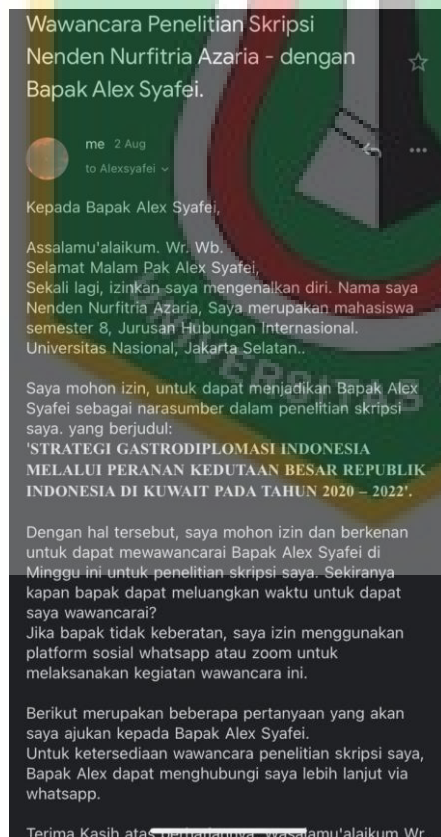 Wawancara Penelitian Skripsi
Nenden Nurfitria Azaria - dengan
Bapak Alex Syafei.
me 2 Aug
to Alexsyafei
Kepada Bapak Alex Syafei,
Assalamu'alaikum. Wr. Wb.
Selamat Malam Pak Alex Syafei,
Sekali lagi, izinkan saya mengenalkan diri. Nama saya
Nenden Nurfitria Azaria, Saya merupakan mahasiswa
semester 8, Jurusan Hubungan Internasional.
Universitas Nasional, Jakarta Selatan..
Saya mohon izin, untuk dapat menjadikan Bapak Alex
Syafei sebagai narasumber dalam penelitian skripsi
saya. yang berjudul:
'STRATEGI GASTRODIPLOMASI INDONESIA
MELALUI PERANAN KEDUTAAN BESAR REPUBLIK
INDONESIA DI KUWAIT PADA TAHUN 2020 – 2022'.
Dengan hal tersebut, saya mohon izin dan berkenan
untuk dapat mewawancarai Bapak Alex Syafei di
Minggu ini untuk penelitian skripsi saya. Sekiranya
kapan bapak dapat meluangkan waktu untuk dapat
saya wawancarai?
Jika bapak tidak keberatan, saya izin menggunakan
platform sosial whatsapp atau zoom untuk
melaksanakan kegiatan wawancara ini.
Berikut merupakan beberapa pertanyaan yang akan
saya ajukan kepada Bapak Alex Syafei.
Untuk ketersediaan wawancara penelitian skripsi saya,
Bapak Alex dapat menghubungi saya lebih lanjut via
whatsapp.
Terima Kasih atas Wasalamu'alaikum Wr
UNIVERSITAS